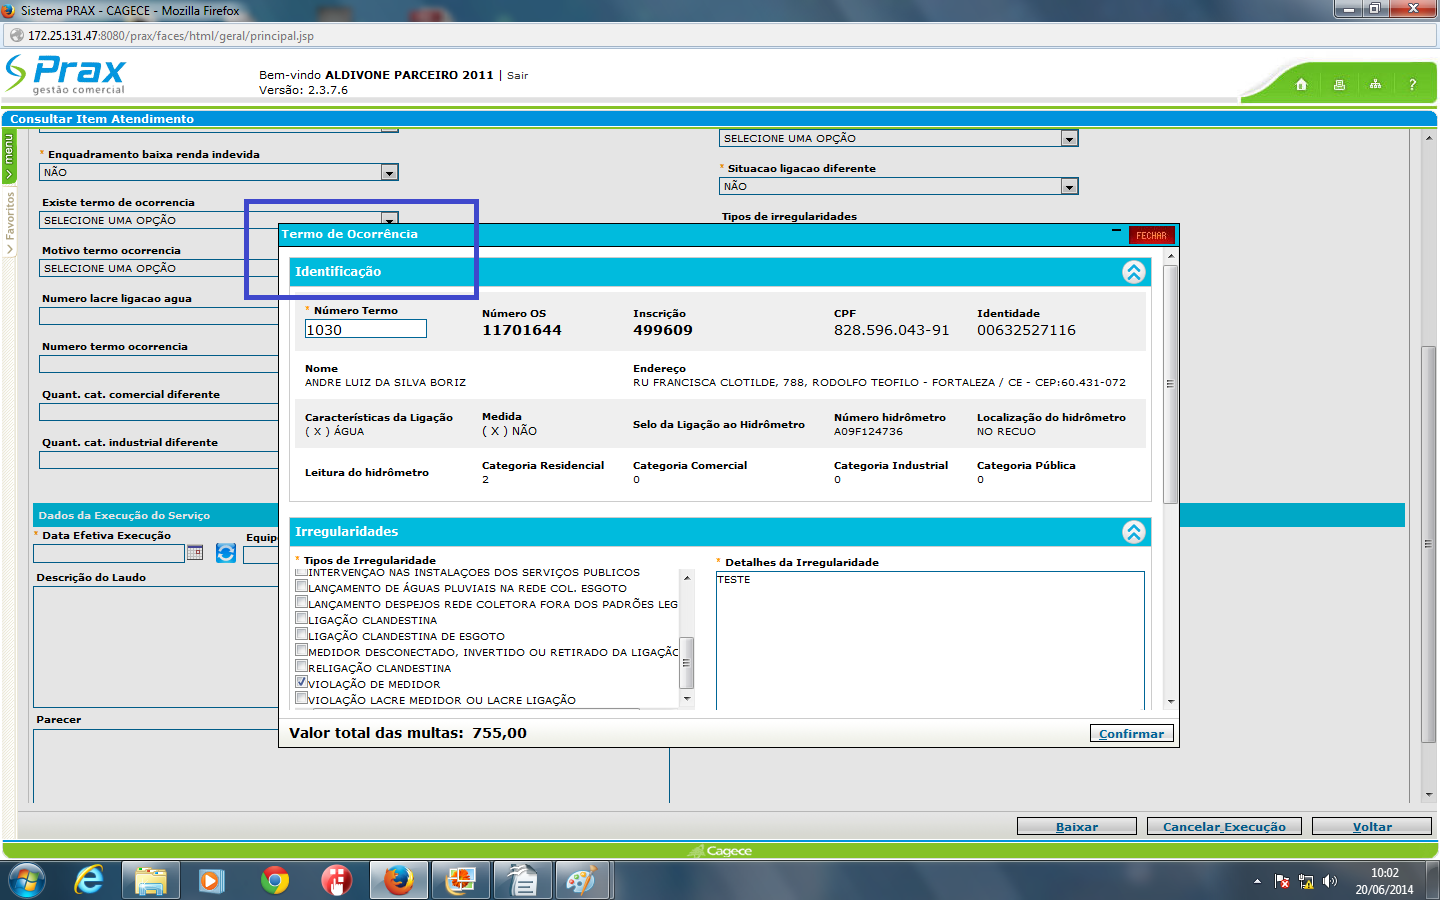 Sistema PRAX - CAGECE - Mozilla Firefox
172.25.131.47:8080/prax/faces/html/geral/principal.jsp
Prax
gestão comercial
Bem-vindo ALDIVONE PARCEIRO 2011 | Sair
Versão: 2.3.7.6
?
Consultar Item Atendimento
menu
Favoritos
SELECIONE UMA OPÇÃO
* Enquadramento baixa renda indevida
NÃO
* Situacao ligacao diferente
NÃO
Existe termo de ocorrencia
SELECIONE UMA OPÇÃO
Tipos de irregularidades
Motivo termo ocorrencia
SELECIONE UMA OPÇÃO
Numero lacre ligacao agua
Numero termo ocorrencia
Quant. cat. comercial diferente
Quant. cat. industrial diferente
Dados da Execução do Serviço
* Data Efetiva Execução
Equip
Descrição do Laudo
Parecer
Termo de Ocorrência
FECHAR
Identificação
* Número Termo
1030
Número OS
11701644
Inscrição
499609
CPF
828.596.043-91
Identidade
00632527116
Nome
ANDRE LUIZ DA SILVA BORIZ
Endereço
RU FRANCISCA CLOTILDE, 788, RODOLFO TEOFILO - FORTALEZA / CE - CEP:60.431-072
Características da Ligação
( X ) ÁGUA
Medida
( X ) NÃO
Selo da Ligação ao Hidrômetro
Número hidrômetro
A09F124736
Localização do hidrômetro
NO RECUO
Leitura do hidrômetro
Categoria Residencial
2
Categoria Comercial
0
Categoria Industrial
0
Categoria Pública
0
Irregularidades
* Tipos de Irregularidade
INTERVENÇAO NAS INSTALAÇOES DOS SERVIÇOS PUBLICOS
LANÇAMENTO DE ÁGUAS PLUVIAIS NA REDE COL. ESGOTO
LANÇAMENTO DESPEJOS REDE COLETORA FORA DOS PADRÕES LEG
LIGAÇÃO CLANDESTINA
LIGAÇÃO CLANDESTINA DE ESGOTO
MEDIDOR DESCONECTADO, INVERTIDO OU RETIRADO DA LIGAÇÃO
RELIGAÇÃO CLANDESTINA
VIOLAÇÃO DE MEDIDOR
VIOLAÇÃO LACRE MEDIDOR OU LACRE LIGAÇÃO
* Detalhes da Irregularidade
TESTE
Valor total das multas: 755,00
Confirmar
Baixar
Cancelar Execução
Voltar
Cagece
10:02
20/06/2014